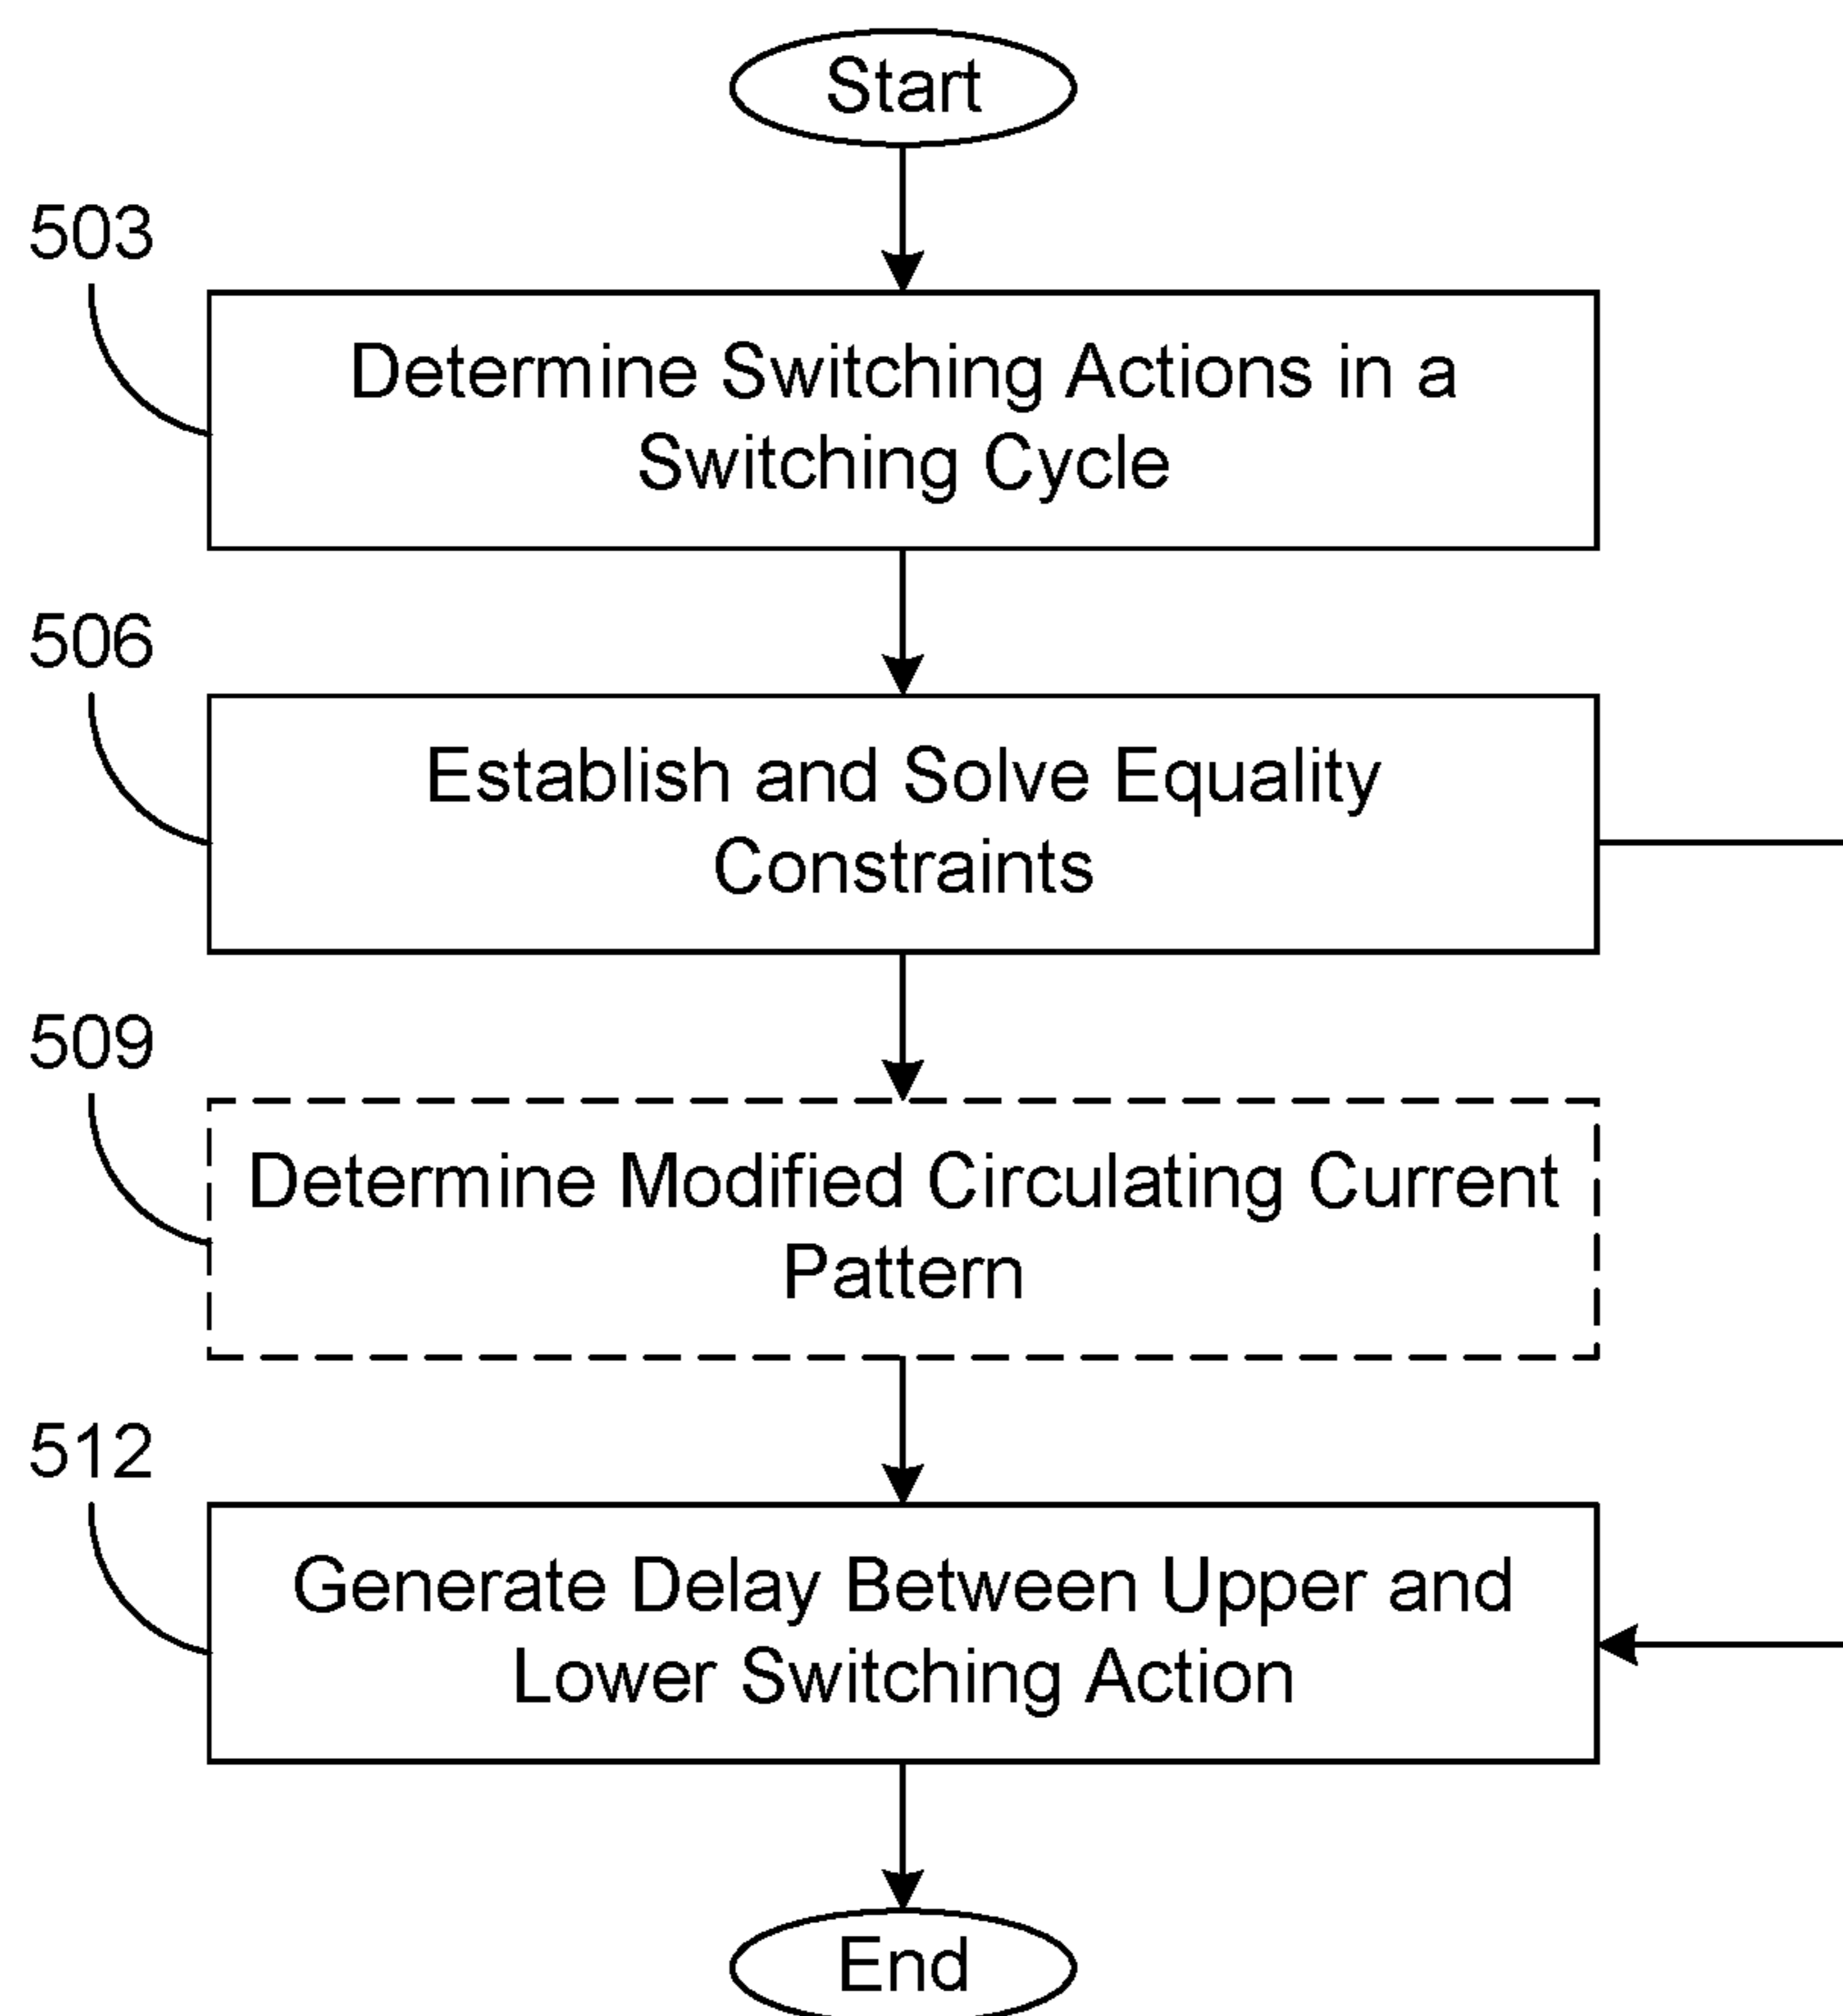 Start
503
Determine Switching Actions in a
Switching Cycle
506
Establish and Solve Equality
Constraints
509
Determine Modified Circulating Current
Pattern
512
Generate Delay Between Upper and
Lower Switching Action
End